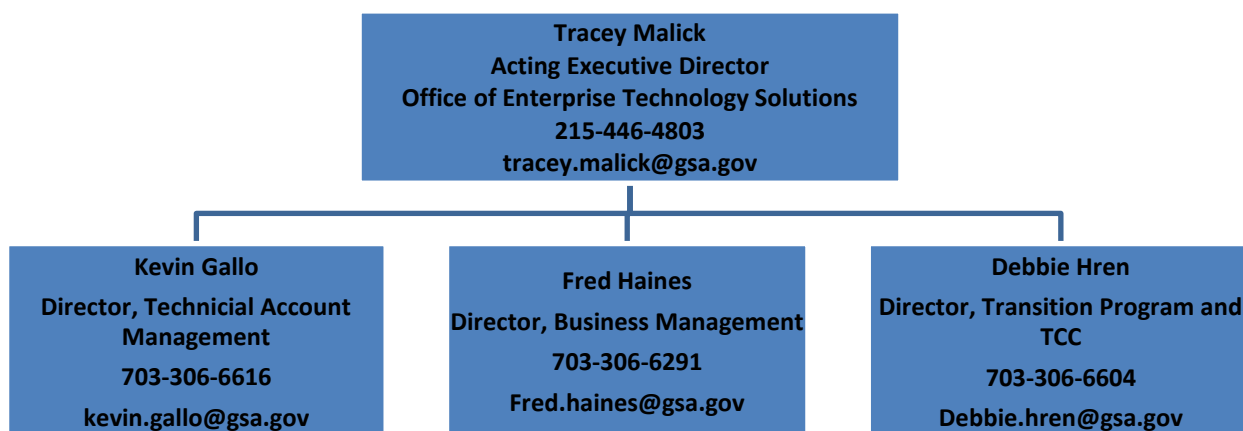 Tracey Malick
Acting Executive Director
Office of Enterprise Technology Solutions
215-446-4803
tracey.malick@gsa.gov
Kevin Gallo
Director, Technicial Account
Management
703-306-6616
kevin.gallo@gsa.gov
Fred Haines
Director, Business Management
703-306-6291
Fred.haines@gsa.gov
Debbie Hren
Director, Transition Program and
TCC
703-306-6604
Debbie.hren@gsa.gov